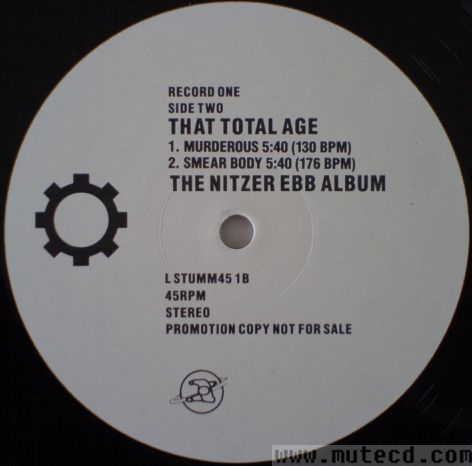 RECORD ONE
SIDE TWO
THAT TOTAL AGE
1. MURDEROUS 5:40 (130 BPM)
2. SMEAR BODY 5:40 (176 BPM)
THE NITZER EBB ALBUM
L STUMM45 1B
45RPM
STEREO
PROMOTION COPY NOT FOR SALE
www.mutecd.com